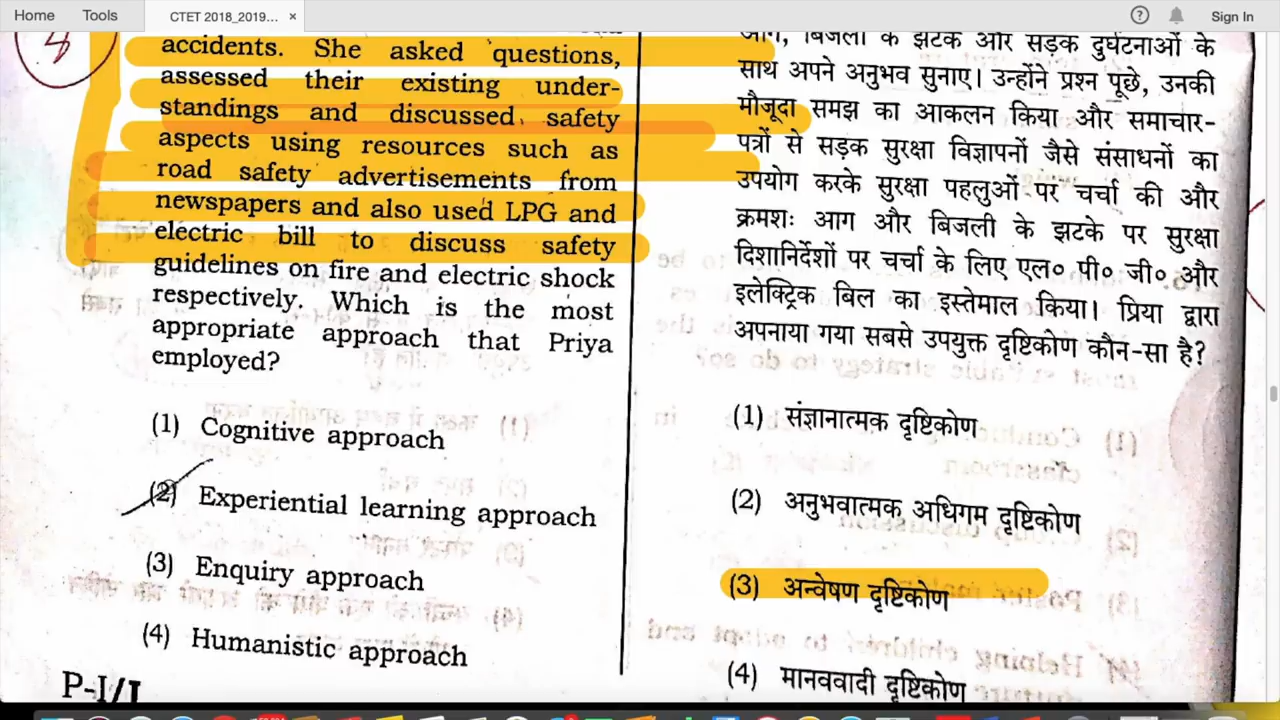 Home
Tools
CTET 2018_2019...
×
?
Sign In
accidents. She asked questions,
assessed their existing under-
standings and discussed safety
aspects using resources such as
road safety advertisements from
newspapers and also used LPG and
electric bill to discuss safety
guidelines on fire and electric shock
respectively. Which is the most
appropriate approach that Priya
employed?
(1) Cognitive approach
(2) Experiential learning approach
(3) Enquiry approach
(4) Humanistic approach
P-I/I
आग, बिजली के झटके और सड़क दुर्घटनाओं के
साथ अपने अनुभव सुनाए। उन्होंने प्रश्न पूछे, उनकी
मौजूदा समझ का आकलन किया और समाचार-
पत्रों से सड़क सुरक्षा विज्ञापनों जैसे संसाधनों का
उपयोग करके सुरक्षा पहलुओं पर चर्चा की और
क्रमशः आग और बिजली के झटके पर सुरक्षा
दिशानिर्देशों पर चर्चा के लिए एल० पी० जी० और
इलेक्ट्रिक बिल का इस्तेमाल किया। प्रिया द्वारा
अपनाया गया सबसे उपयुक्त दृष्टिकोण कौन-सा है?
(1) संज्ञानात्मक दृष्टिकोण
(2) अनुभवात्मक अधिगम दृष्टिकोण
(3) अन्वेषण दृष्टिकोण
(4) मानववादी दृष्टिकोण